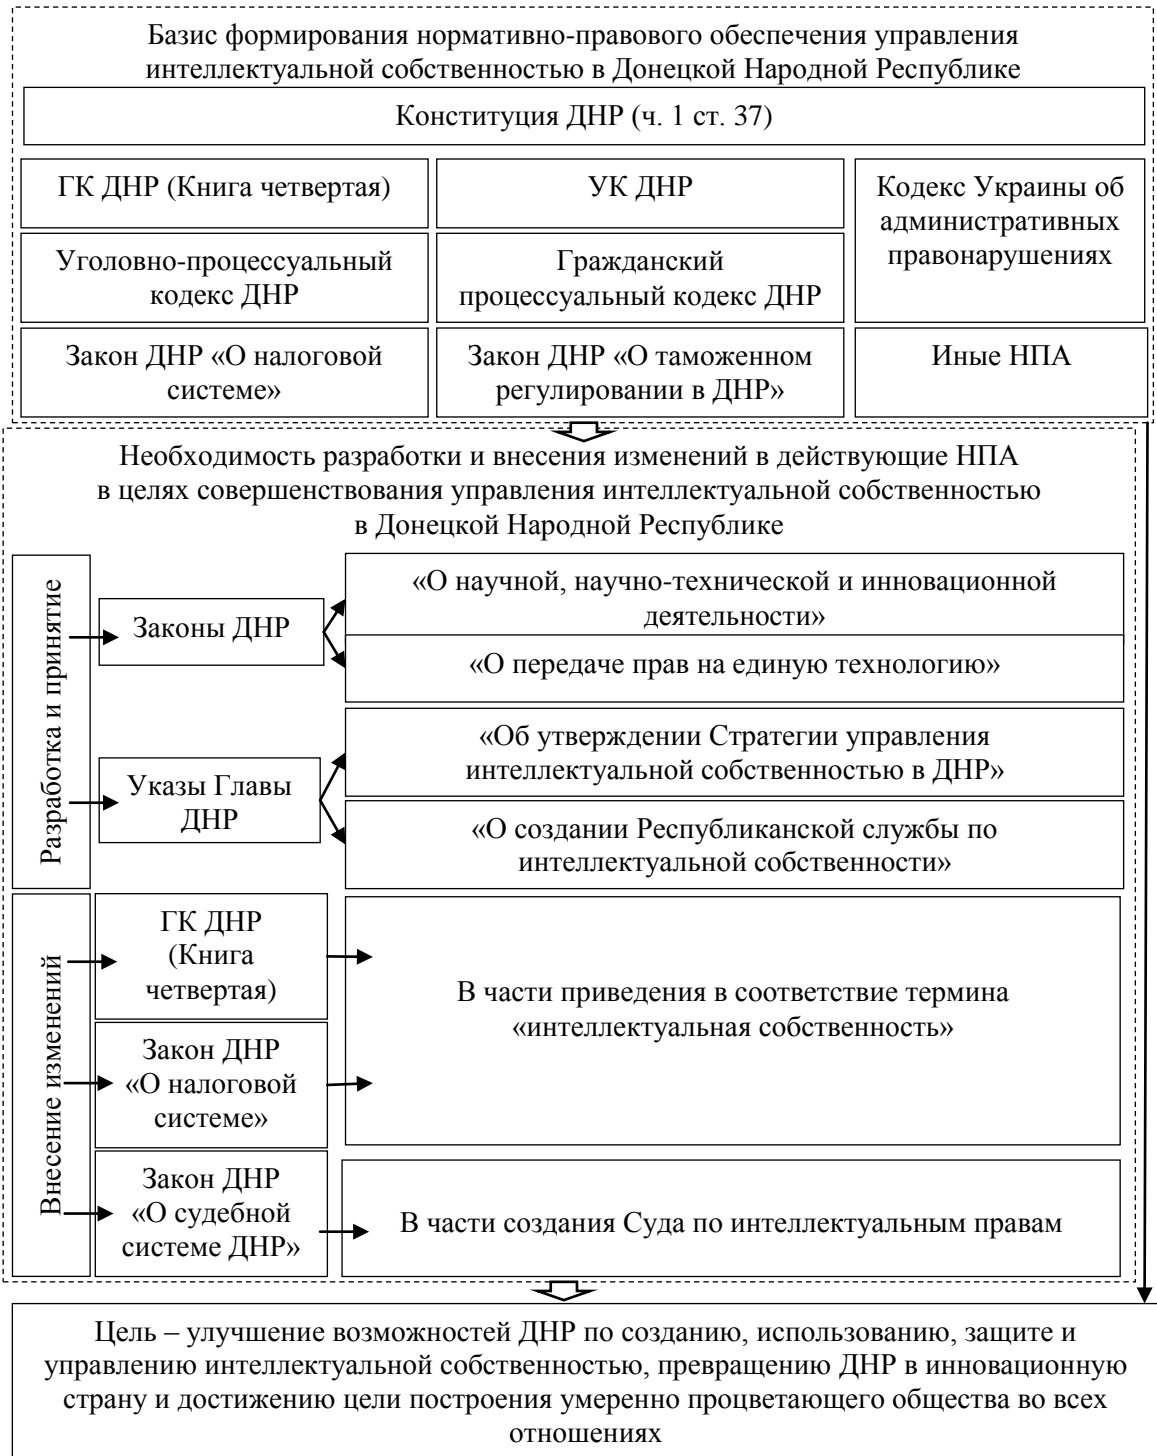 Базис формирования нормативно-правового обеспечения управления
интеллектуальной собственностью в Донецкой Народной Республике
Конституция ДНР (ч. 1 ст. 37)
ГК ДНР (Книга четвертая)
УК ДНР
Кодекс Украины об
административных
правонарушениях
Уголовно-процессуальный
кодекс ДНР
Гражданский
процессуальный кодекс ДНР
Закон ДНР «О налоговой
системе»
Закон ДНР «О таможенном
регулировании в ДНР»
Иные НПА
Необходимость разработки и внесения изменений в действующие НПА
в целях совершенствования управления интеллектуальной собственностью
в Донецкой Народной Республике
Разработка и принятие
Законы ДНР
«О научной, научно-технической и инновационной
деятельности»
«О передаче прав на единую технологию»
Указы Главы
ДНР
«Об утверждении Стратегии управления
интеллектуальной собственностью в ДНР»
«О создании Республиканской службы по
интеллектуальной собственности»
Внесение изменений
ГК ДНР
(Книга
четвертая)
Закон ДНР
«О налоговой
системе»
В части приведения в соответствие термина
«интеллектуальная собственность»
Закон ДНР
«О судебной
системе ДНР»
В части создания Суда по интеллектуальным правам
Цель – улучшение возможностей ДНР по созданию, использованию, защите и
управлению интеллектуальной собственностью, превращению ДНР в инновационную
страну и достижению цели построения умеренно процветающего общества во всех
отношениях